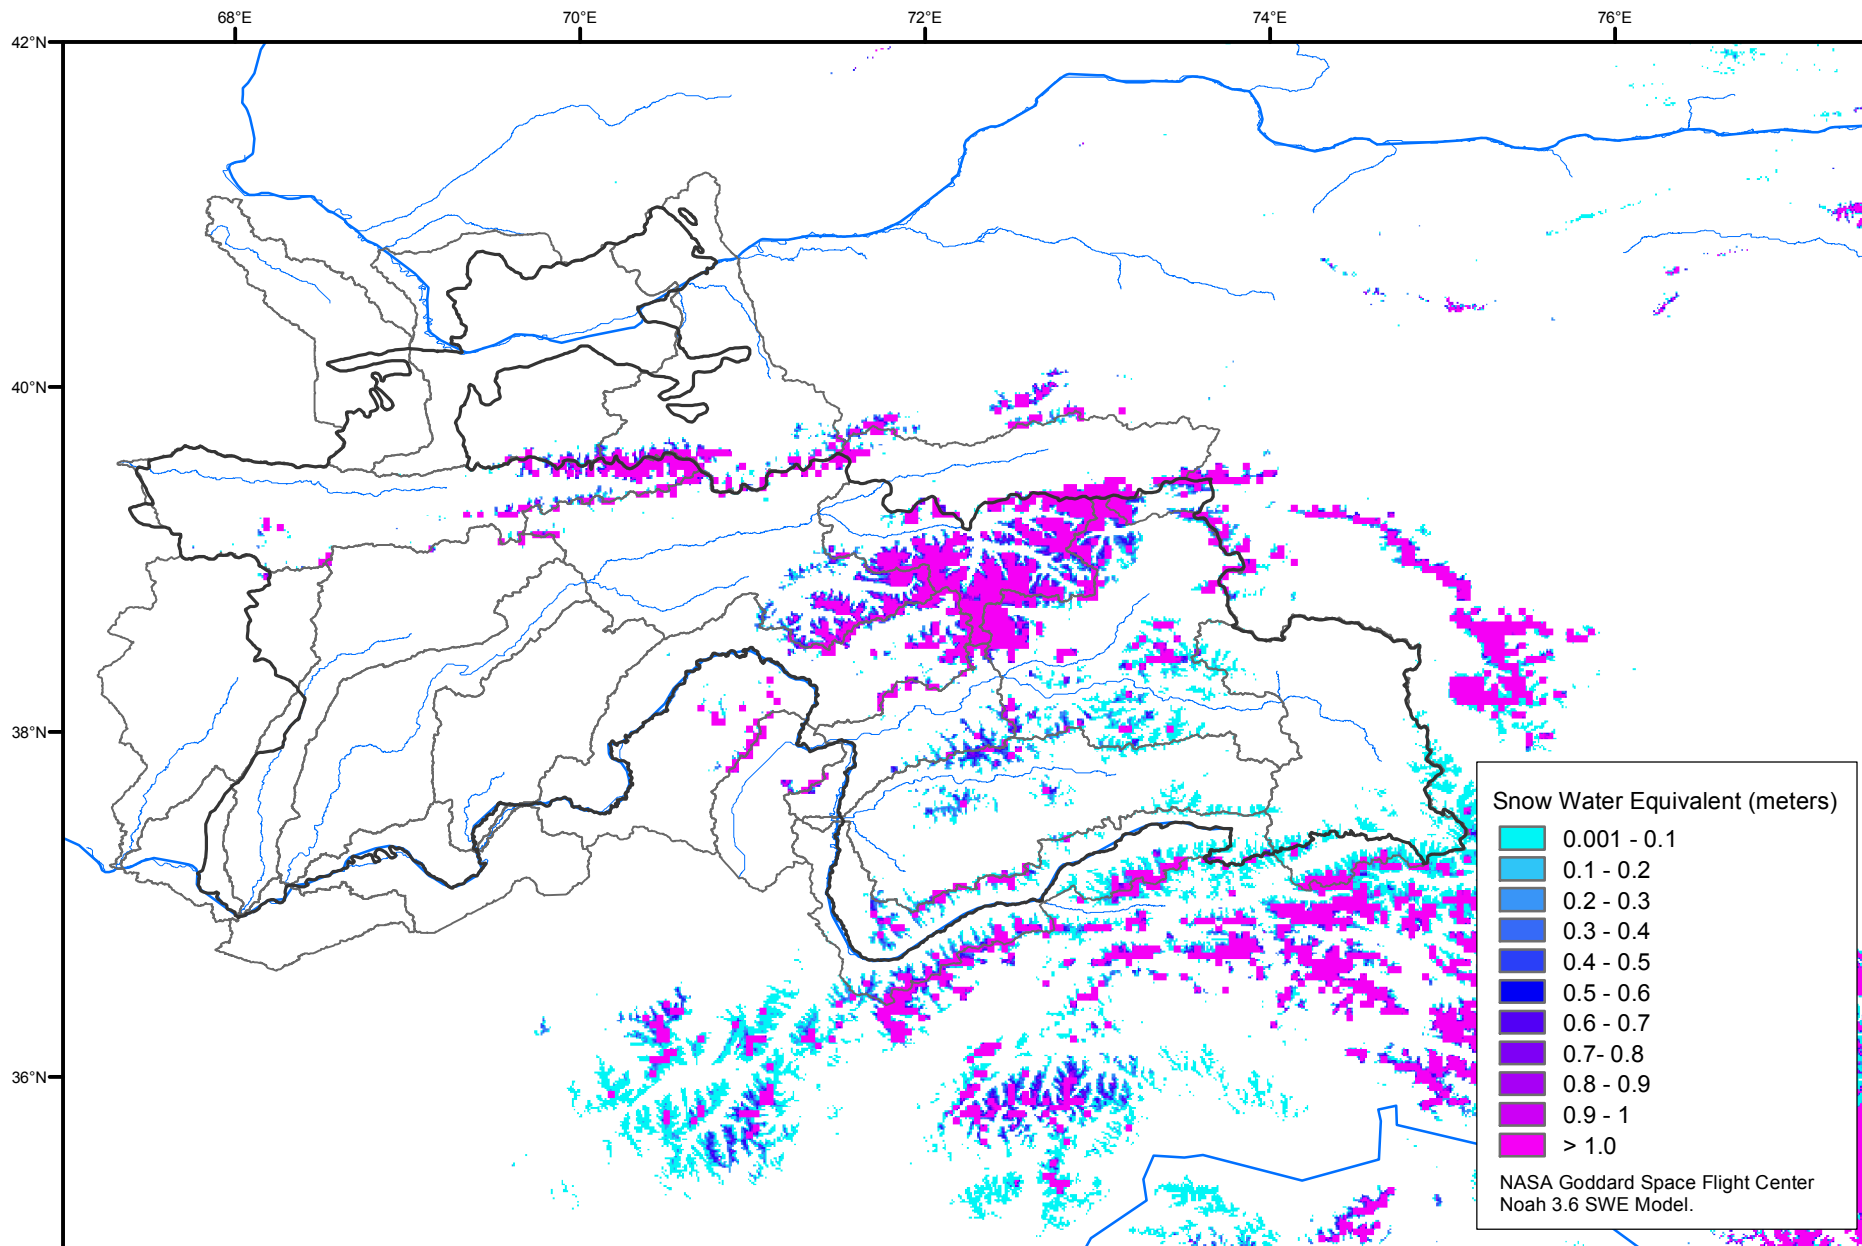 68°E
70°E
72°E
74°E
76°E
42°N
40°N
38°N
36°N
Snow Water Equivalent (meters)
0.001 - 0.1
0.1 - 0.2
0.2 - 0.3
0.3 - 0.4
0.4 - 0.5
0.5 - 0.6
0.6 - 0.7
0.7- 0.8
0.8 - 0.9
0.9 - 1
> 1.0
NASA Goddard Space Flight Center
Noah 3.6 SWE Model.